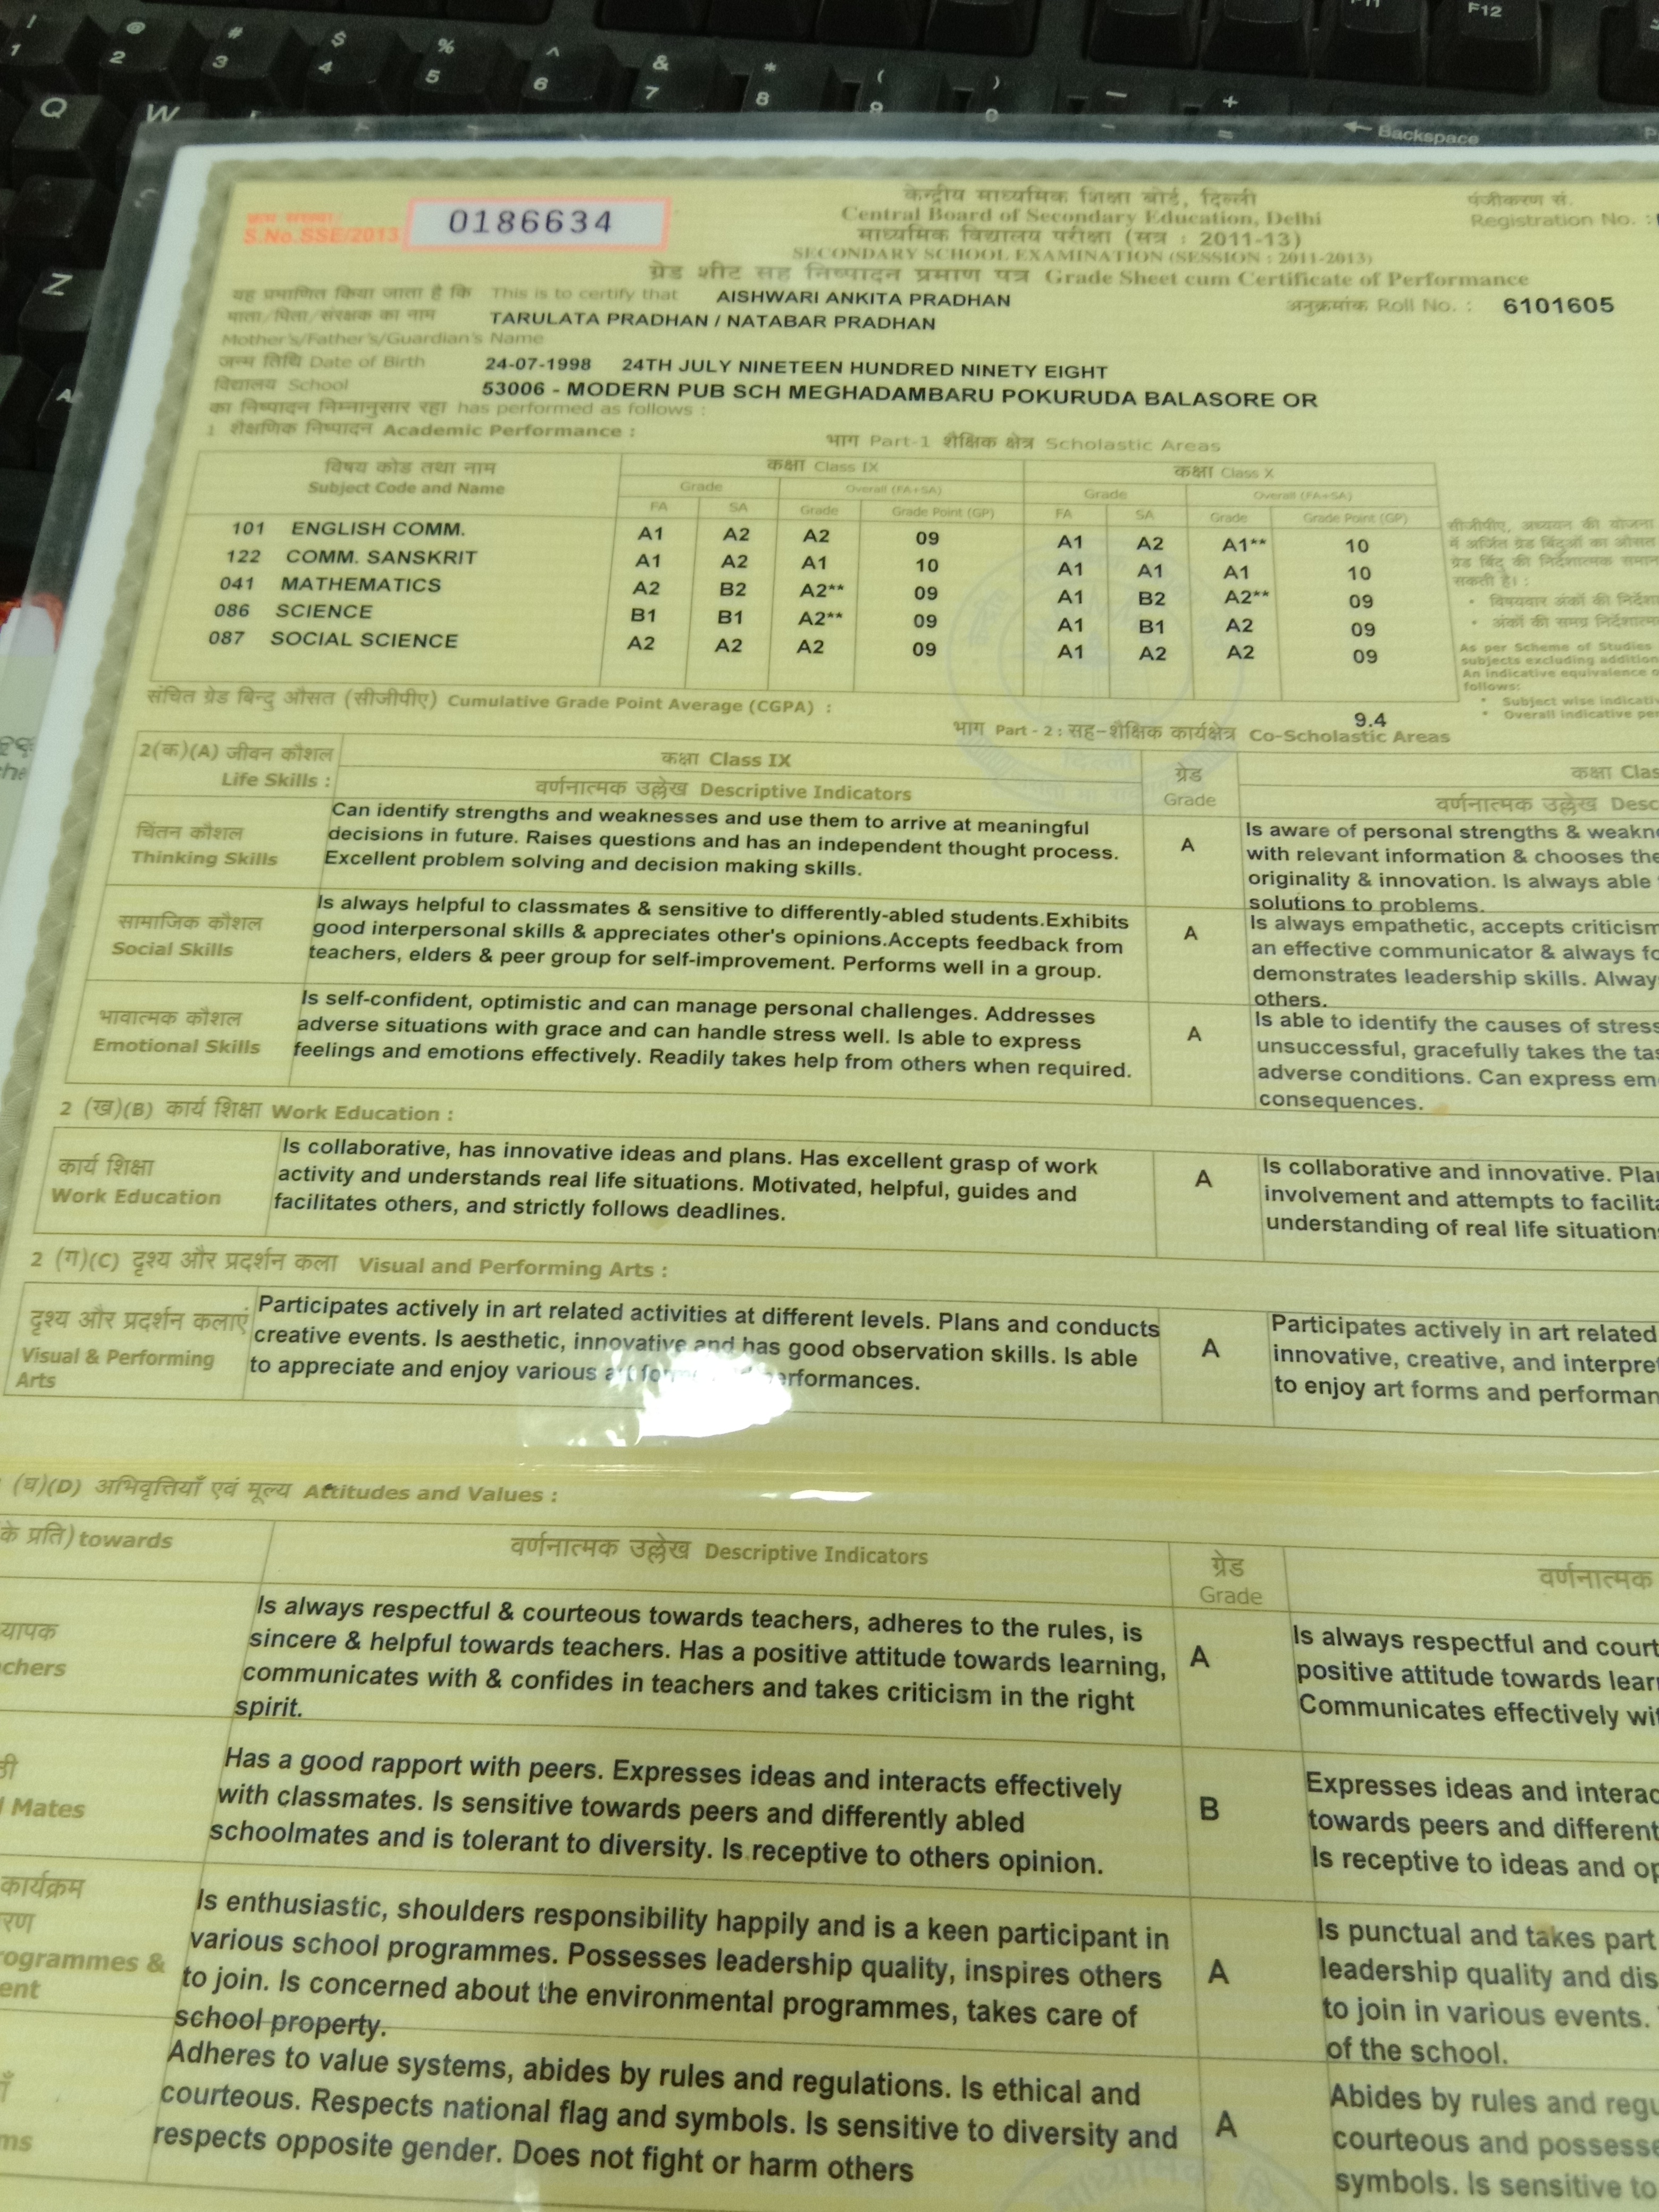 ! 1 @ 2 # 3 $ 4 % 5 ^ 6 & 7 * 8 ( 9 ) 0 — - + = F11 F12
Q W ← Backspace
Z
A
S.No.SSE/2013 0186634
केन्द्रीय माध्यमिक शिक्षा बोर्ड, दिल्ली
Central Board of Secondary Education, Delhi
पंजीकरण सं.
Registration No. :
माध्यमिक विद्यालय परीक्षा (सत्र : 2011-13)
SECONDARY SCHOOL EXAMINATION (SESSION : 2011-2013)
ग्रेड शीट सह निष्पादन प्रमाण पत्र Grade Sheet cum Certificate of Performance
यह प्रमाणित किया जाता है कि This is to certify that AISHWARI ANKITA PRADHAN
अनुक्रमांक Roll No. : 6101605
माता/पिता/संरक्षक का नाम TARULATA PRADHAN / NATABAR PRADHAN
Mother's/Father's/Guardian's Name
जन्म तिथि Date of Birth 24-07-1998 24TH JULY NINETEEN HUNDRED NINETY EIGHT
विद्यालय School 53006 - MODERN PUB SCH MEGHADAMBARU POKURUDA BALASORE OR
का निष्पादन निम्नानुसार रहा has performed as follows :
1 शैक्षणिक निष्पादन Academic Performance : भाग Part-1 शैक्षिक क्षेत्र Scholastic Areas
विषय कोड तथा नाम कक्षा Class IX कक्षा Class X
Subject Code and Name Grade Overall (FA+SA) Grade Overall (FA+SA)
FA SA Grade Grade Point (GP) FA SA Grade Grade Point (GP)
101 ENGLISH COMM. A1 A2 A2 09 A1 A2 A1** 10
122 COMM. SANSKRIT A1 A2 A1 10 A1 A1 A1 10
041 MATHEMATICS A2 B2 A2** 09 A1 B2 A2** 09
086 SCIENCE B1 B1 A2** 09 A1 B1 A2 09
087 SOCIAL SCIENCE A2 A2 A2 09 A1 A2 A2 09
सीजीपीए, अध्ययन की योजना
में अर्जित ग्रेड बिंदुओं का औसत
ग्रेड बिंदु की निर्देशात्मक
सकती है। :
• विषयवार अंकों की
• अंकों की समग्र
As per Scheme of Studies
subjects excluding
An indicative equivalence
follows:
• Subject wise
• Overall indicative
संचित ग्रेड बिन्दु औसत (सीजीपीए) Cumulative Grade Point Average (CGPA) : 9.4
भाग Part - 2 : सह-शैक्षिक कार्यक्षेत्र Co-Scholastic Areas
2(क)(A) जीवन कौशल कक्षा Class IX ग्रेड कक्षा
Life Skills : वर्णनात्मक उल्लेख Descriptive Indicators Grade वर्णनात्मक उल्लेख
चिंतन कौशल
Thinking Skills
Can identify strengths and weaknesses and use them to arrive at meaningful
decisions in future. Raises questions and has an independent thought process.
Excellent problem solving and decision making skills.
A
Is aware of personal strengths &
with relevant information & chooses the
originality & innovation. Is always able
solutions to problems.
सामाजिक कौशल
Social Skills
Is always helpful to classmates & sensitive to differently-abled students.Exhibits
good interpersonal skills & appreciates other's opinions.Accepts feedback from
teachers, elders & peer group for self-improvement. Performs well in a group.
A
Is always empathetic, accepts criticism
an effective communicator & always
demonstrates leadership skills.
others.
भावात्मक कौशल
Emotional Skills
Is self-confident, optimistic and can manage personal challenges. Addresses
adverse situations with grace and can handle stress well. Is able to express
feelings and emotions effectively. Readily takes help from others when required.
A
Is able to identify the causes of stress
unsuccessful, gracefully takes the
adverse conditions. Can express
consequences.
2 (ख)(B) कार्य शिक्षा Work Education :
कार्य शिक्षा
Work Education
Is collaborative, has innovative ideas and plans. Has excellent grasp of work
activity and understands real life situations. Motivated, helpful, guides and
facilitates others, and strictly follows deadlines.
A
Is collaborative and innovative.
involvement and attempts to
understanding of real life
2 (ग)(C) दृश्य और प्रदर्शन कला Visual and Performing Arts :
दृश्य और प्रदर्शन कलाएं
Visual & Performing
Arts
Participates actively in art related activities at different levels. Plans and conducts
creative events. Is aesthetic, innovative and has good observation skills. Is able
to appreciate and enjoy various performances.
A
Participates actively in art related
innovative, creative, and
to enjoy art forms and
(घ)(D) अभिवृत्तियाँ एवं मूल्य Attitudes and Values :
के प्रति) towards वर्णनात्मक उल्लेख Descriptive Indicators ग्रेड वर्णनात्मक
Grade
Is always respectful & courteous towards teachers, adheres to the rules, is
sincere & helpful towards teachers. Has a positive attitude towards learning,
communicates with & confides in teachers and takes criticism in the right
spirit.
A
Is always respectful and
positive attitude towards
Communicates effectively
Mates
Has a good rapport with peers. Expresses ideas and interacts effectively
with classmates. Is sensitive towards peers and differently abled
schoolmates and is tolerant to diversity. Is receptive to others opinion.
B
Expresses ideas and
towards peers and
Is receptive to ideas and
कार्यक्रम
&
Is enthusiastic, shoulders responsibility happily and is a keen participant in
various school programmes. Possesses leadership quality, inspires others
to join. Is concerned about the environmental programmes, takes care of
school property.
A
Is punctual and takes part
leadership quality and
to join in various events.
of the school.
Adheres to value systems, abides by rules and regulations. Is ethical and
courteous. Respects national flag and symbols. Is sensitive to diversity and
respects opposite gender. Does not fight or harm others
A
Abides by rules and
courteous and
symbols. Is sensitive to